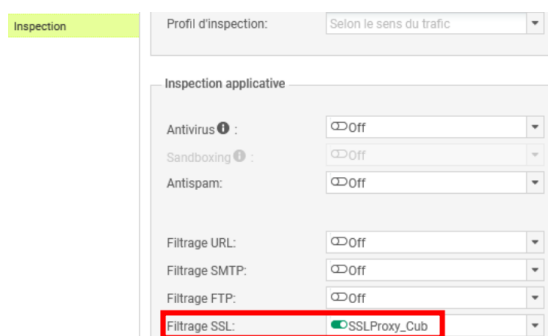 Inspection
Profil d'inspection: Selon le sens du trafic
Inspection applicative
Antivirus : Off
Sandboxing : Off
Antispam: Off
Filtrage URL: Off
Filtrage SMTP: Off
Filtrage FTP: Off
Filtrage SSL: SSLProxy_Cub